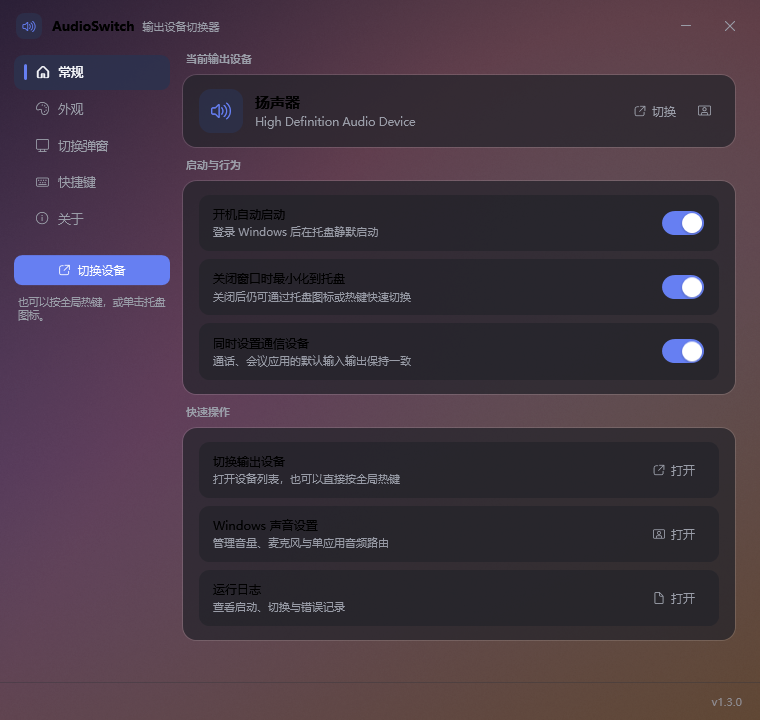 AudioSwitch 输出设备切换器
常规
外观
切换弹窗
快捷键
关于
切换设备
也可以按全局热键，或单击托盘
图标。
当前输出设备
扬声器
High Definition Audio Device
切换
启动与行为
开机自动启动
登录 Windows 后在托盘静默启动
关闭窗口时最小化到托盘
关闭后仍可通过托盘图标或热键快速切换
同时设置通信设备
通话、会议应用的默认输入输出保持一致
快速操作
切换输出设备
打开设备列表，也可以直接按全局热键
打开
Windows 声音设置
管理音量、麦克风与单应用音频路由
打开
运行日志
查看启动、切换与错误记录
打开
v1.3.0